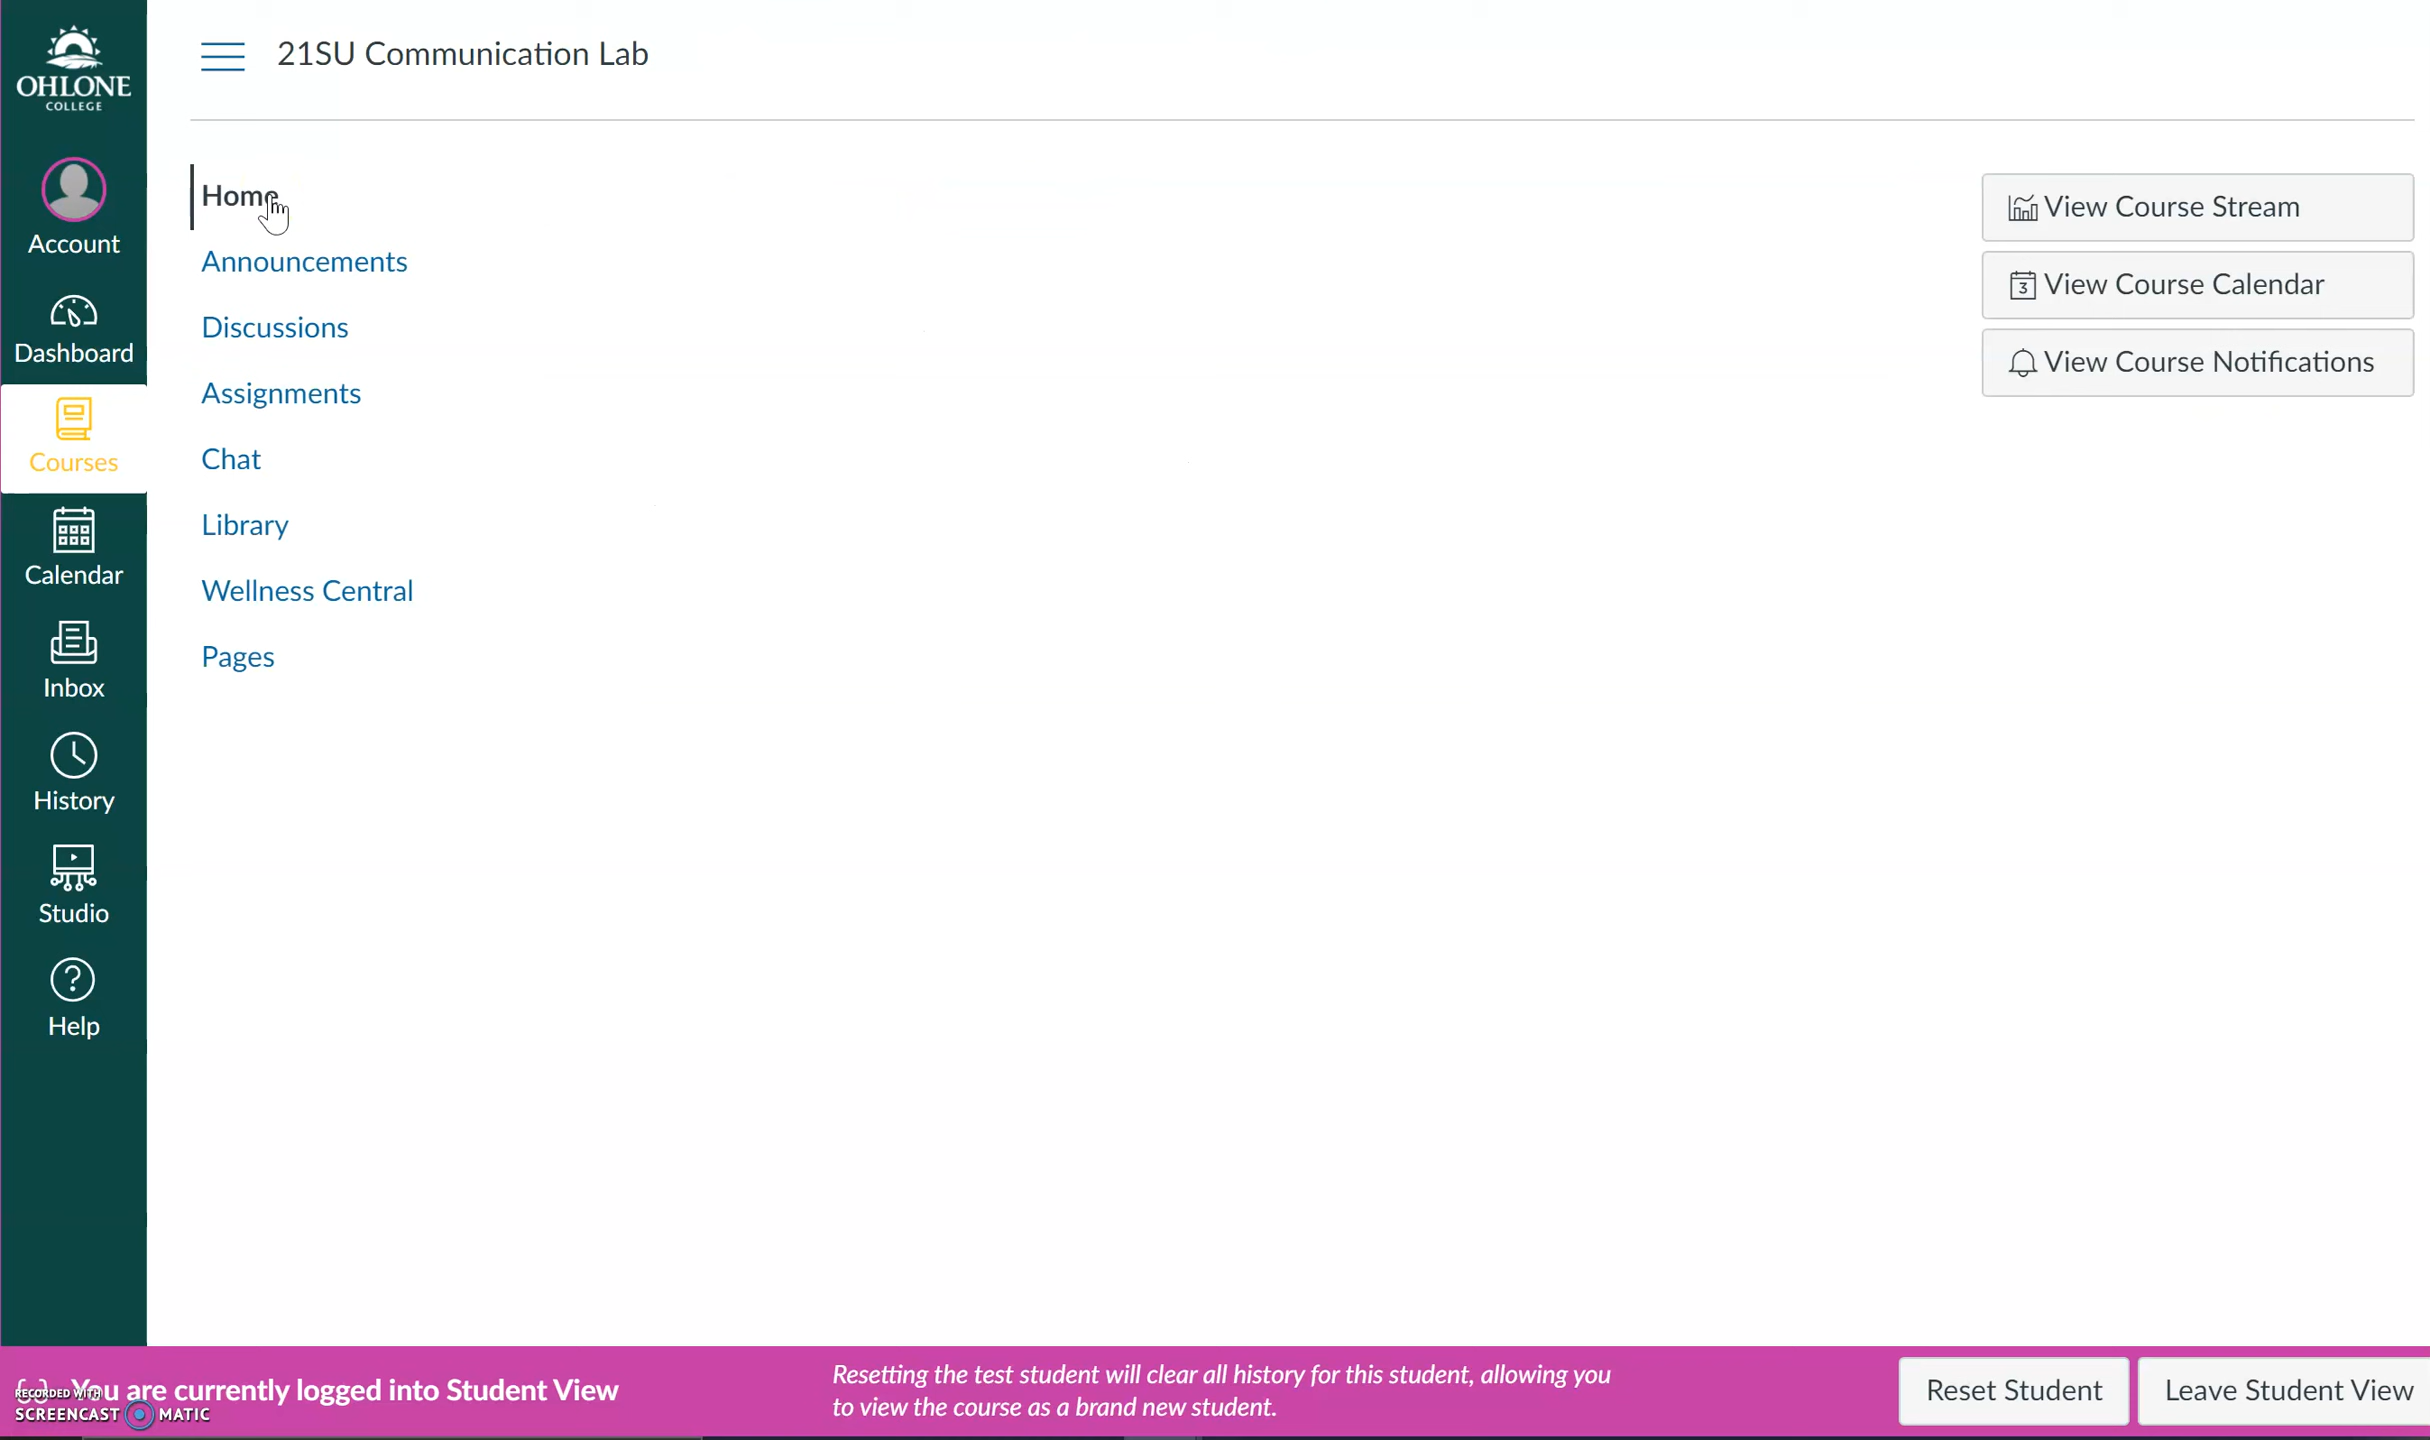 OHLONE
COLLEGE
21SU Communication Lab
Account
Dashboard
Courses
Calendar
Inbox
History
Studio
Help
Home
Announcements
Discussions
Assignments
Chat
Library
Wellness Central
Pages
View Course Stream
3
View Course Calendar
View Course Notifications
You are currently logged into Student View
RECORDED WITH
SCREENCAST MATIC
Resetting the test student will clear all history for this student, allowing you
to view the course as a brand new student.
Reset Student
Leave Student View